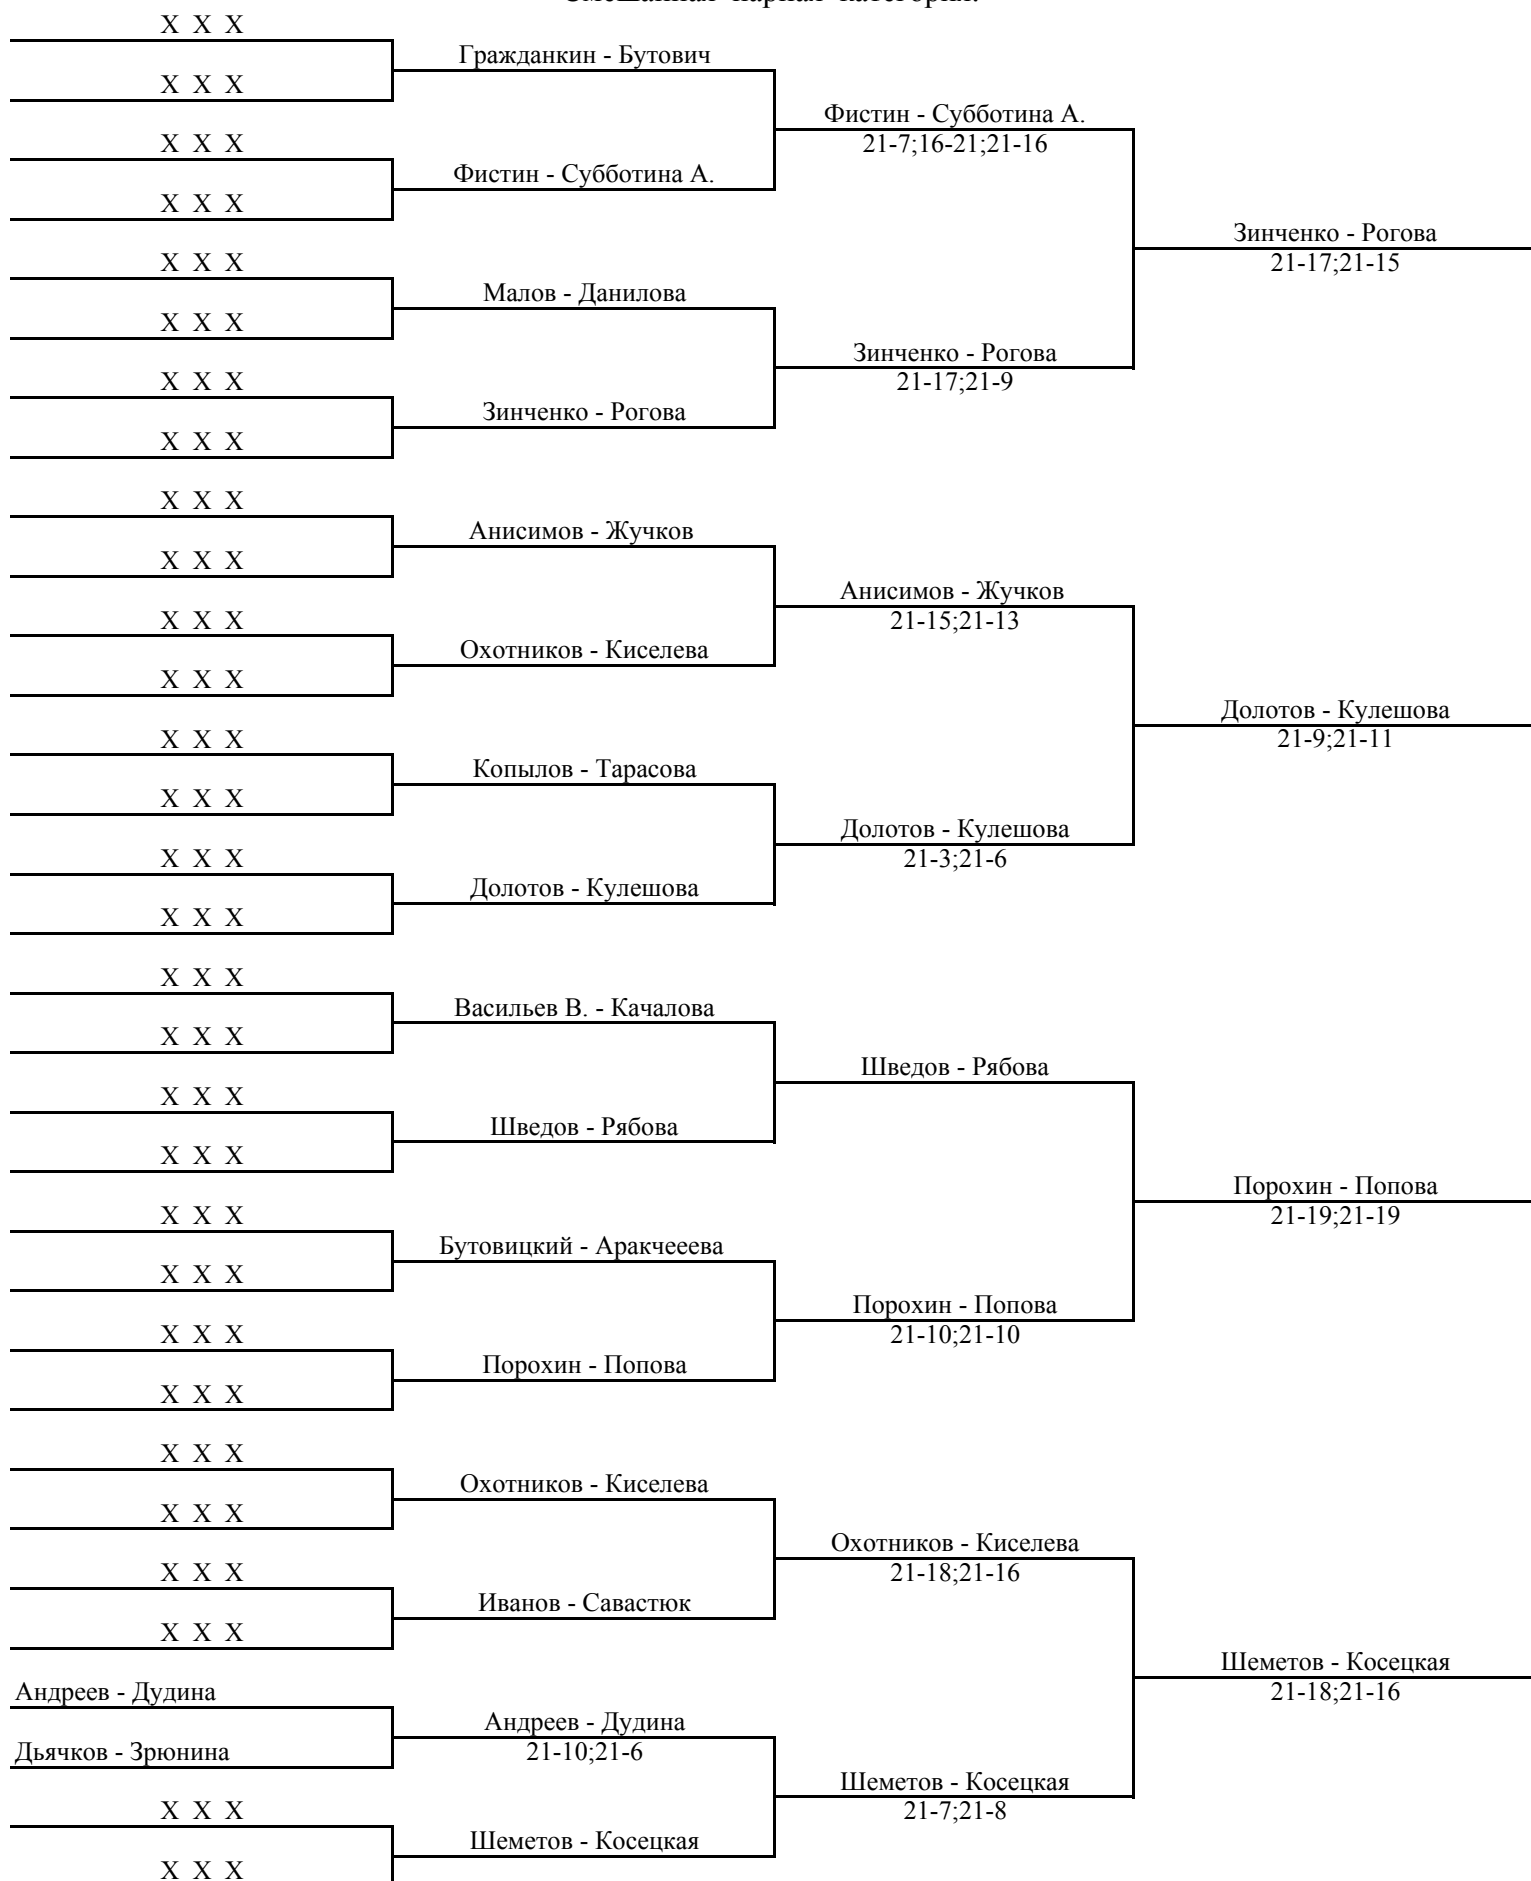 Смешанная парная категория.
X X X
Гражданкин - Бутович
X X X
Фистин - Субботина А.
21-7;16-21;21-16
X X X
Фистин - Субботина А.
X X X
Зинченко - Рогова
21-17;21-15
X X X
Малов - Данилова
X X X
Зинченко - Рогова
21-17;21-9
X X X
Зинченко - Рогова
X X X
X X X
Анисимов - Жучков
X X X
Анисимов - Жучков
21-15;21-13
X X X
Охотников - Киселева
X X X
Долотов - Кулешова
21-9;21-11
X X X
Копылов - Тарасова
X X X
Долотов - Кулешова
21-3;21-6
X X X
Долотов - Кулешова
X X X
X X X
Васильев В. - Качалова
X X X
Шведов - Рябова
X X X
Шведов - Рябова
X X X
Порохин - Попова
21-19;21-19
X X X
Бутовицкий - Аракчееева
X X X
Порохин - Попова
21-10;21-10
X X X
Порохин - Попова
X X X
X X X
Охотников - Киселева
X X X
Охотников - Киселева
21-18;21-16
X X X
Иванов - Савастюк
X X X
Шеметов - Косецкая
21-18;21-16
Андреев - Дудина
Андреев - Дудина
21-10;21-6
Дьячков - Зрюнина
Шеметов - Косецкая
21-7;21-8
X X X
Шеметов - Косецкая
X X X